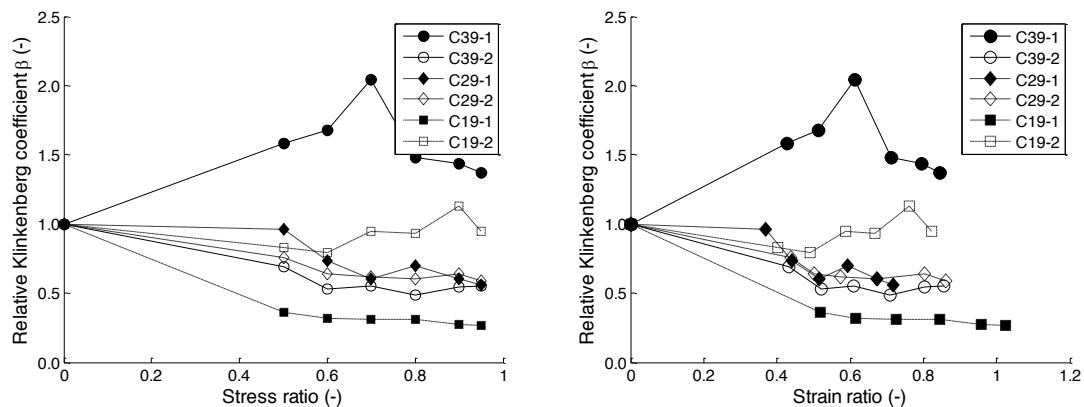 2.5
2.0
1.5
1.0
0.5
0.0
Relative Klinkenberg coefficient β (-)
0
0.2
0.4
0.6
0.8
1
Stress ratio (-)
C39-1
C39-2
C29-1
C29-2
C19-1
C19-2
2.5
2.0
1.5
1.0
0.5
0.0
Relative Klinkenberg coefficient β (-)
0
0.2
0.4
0.6
0.8
1
1.2
Strain ratio (-)
C39-1
C39-2
C29-1
C29-2
C19-1
C19-2